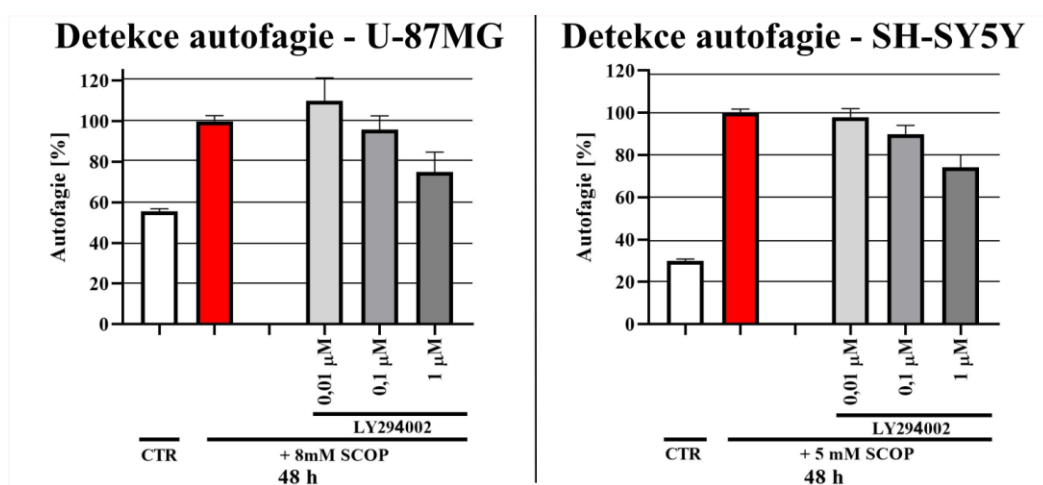 Detekce autofagie - U-87MG
Autofagie [%]
120
100
80
60
40
20
0
0,01 µM
0,1 µM
1 µM
LY294002
CTR
+ 8mM SCOP
48 h
Detekce autofagie - SH-SY5Y
Autofagie [%]
120
100
80
60
40
20
0
0,01 µM
0,1 µM
1 µM
LY294002
CTR
+ 5 mM SCOP
48 h